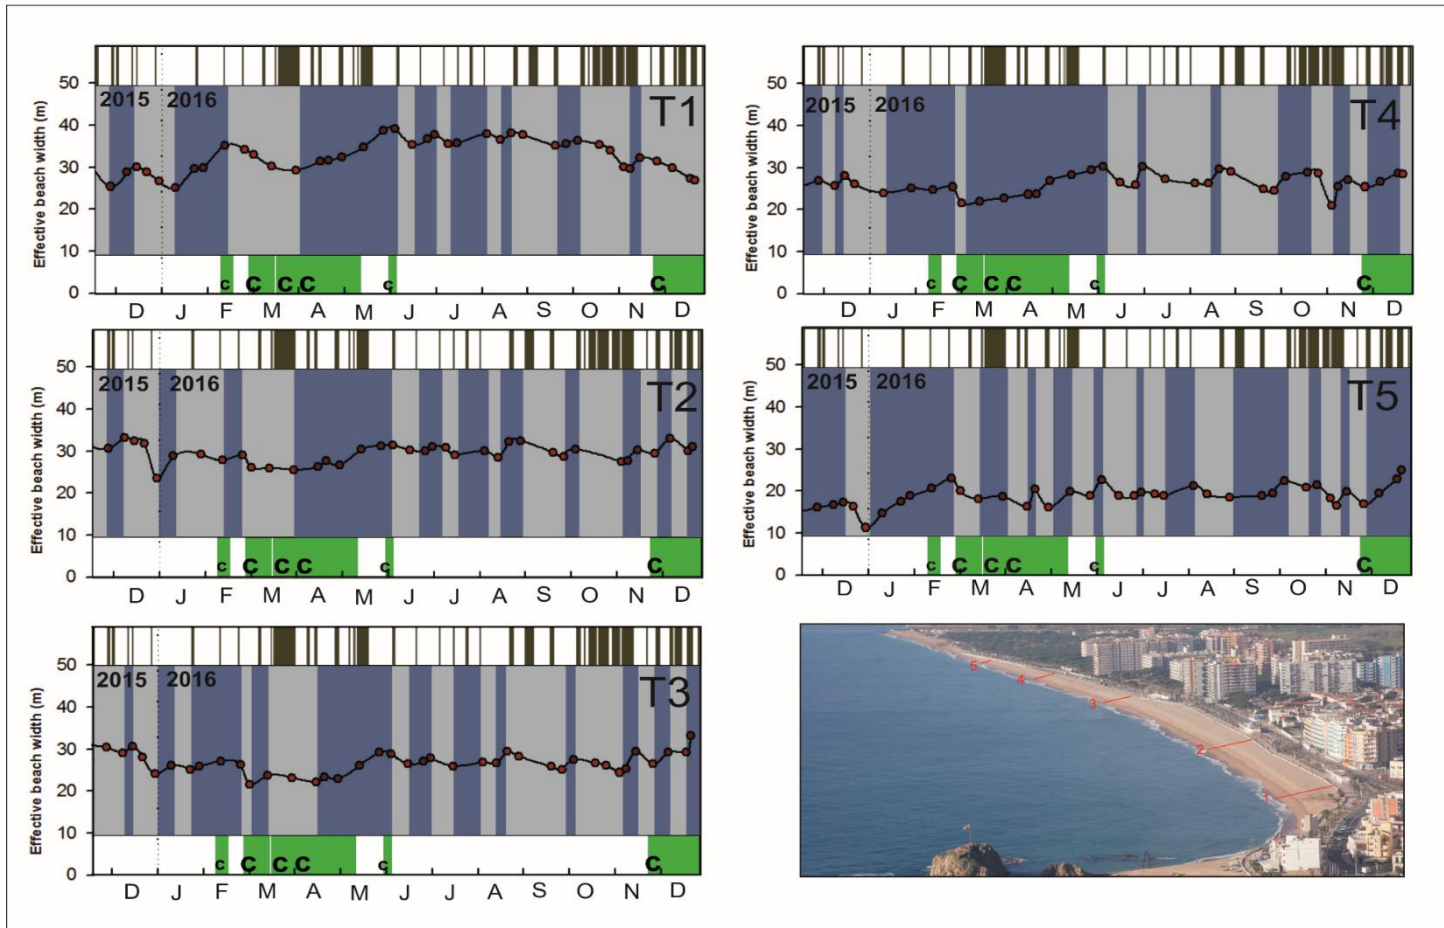 50
40
30
20
10
0
Effective beach width (m)
2015 2016
T1
c C C C c C
D J F M A M J J A S O N D
50
40
30
20
10
0
Effective beach width (m)
2015 2016
T2
c C C C c C
D J F M A M J J A S O N D
50
40
30
20
10
0
Effective beach width (m)
2015 2016
T3
c C C C c C
D J F M A M J J A S O N D
50
40
30
20
10
0
Effective beach width (m)
2015 2016
T4
c C C C c C
D J F M A M J J A S O N D
50
40
30
20
10
0
Effective beach width (m)
2015 2016
T5
c C C C c C
D J F M A M J J A S O N D
5
4
3
2
1